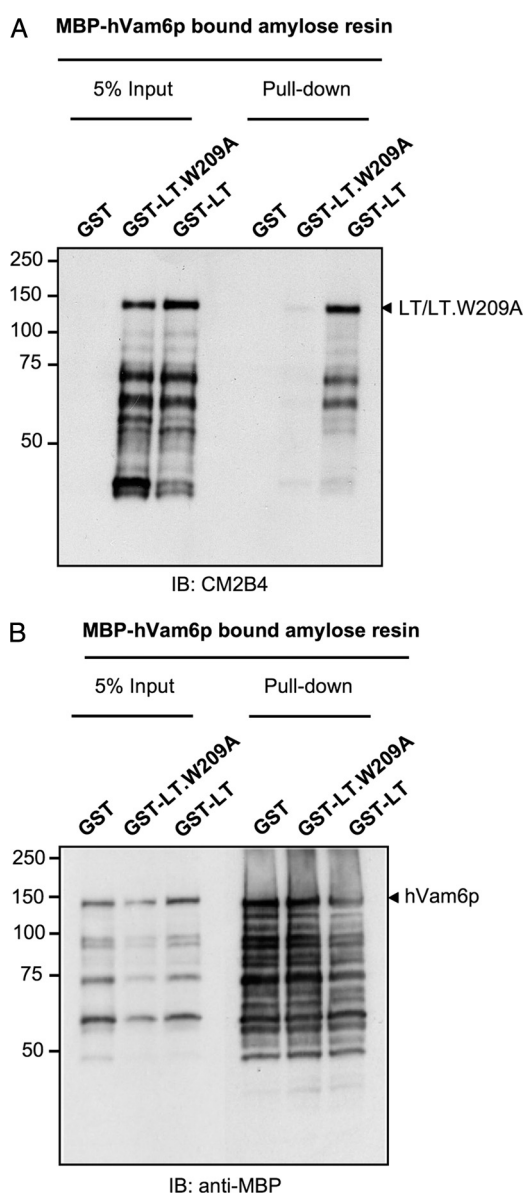 A
MBP-hVam6p bound amylose resin
5% Input Pull-down
GST GST-LT.W209A GST-LT GST GST-LT.W209A GST-LT
250
150
LT/LT.W209A
100
75
50
IB: CM2B4
B
MBP-hVam6p bound amylose resin
5% Input Pull-down
GST GST-LT.W209A GST-LT GST GST-LT.W209A GST-LT
250
150
hVam6p
100
75
50
IB: anti-MBP